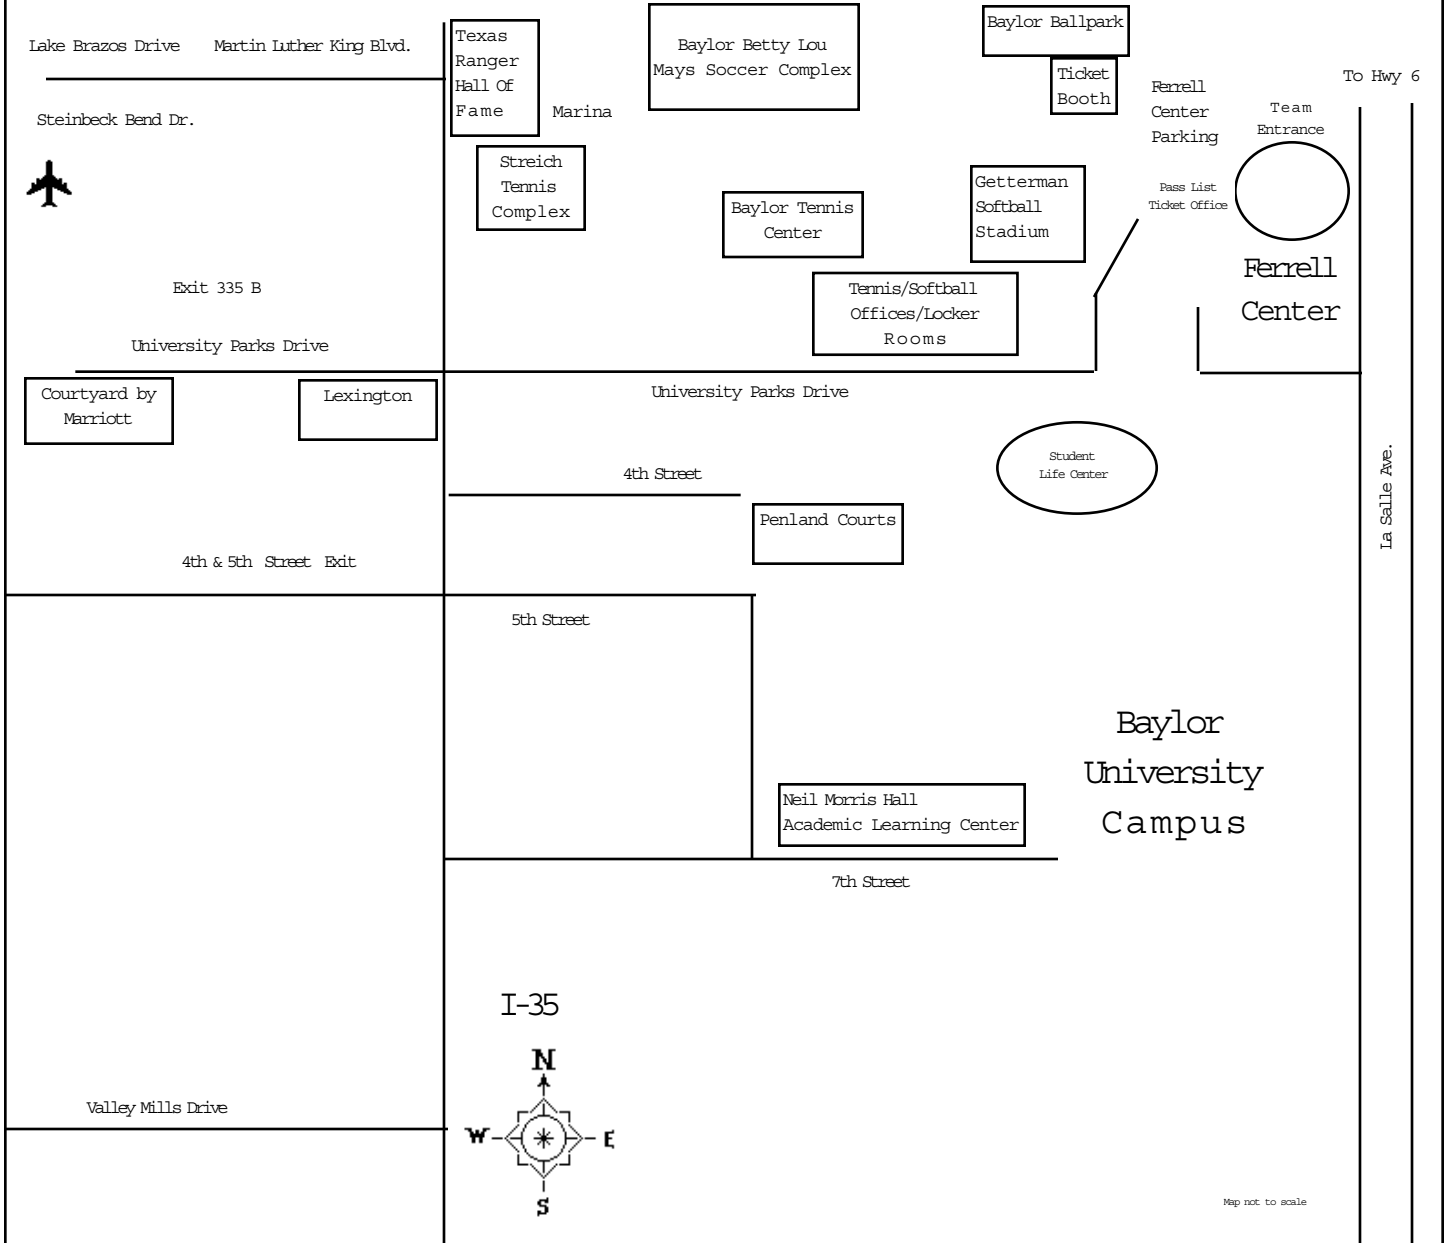 Lake Brazos Drive
Martin Luther King Blvd.
Texas
Ranger
Hall Of
Fame
Marina
Baylor Betty Lou
Mays Soccer Complex
Baylor Ballpark
Ticket
Booth
Ferrell
Center
Parking
Team
Entrance
To Hwy 6
Steinbeck Bend Dr.
Streich
Tennis
Complex
Baylor Tennis
Center
Getterman
Softball
Stadium
Pass List
Ticket Office
Ferrell
Center
Exit 335 B
Tennis/Softball
Offices/Locker
Rooms
University Parks Drive
Courtyard by
Marriott
Lexington
University Parks Drive
4th Street
Student
Life Center
La Salle Ave.
Penland Courts
4th & 5th Street Exit
5th Street
Baylor
University
Campus
Neil Morris Hall
Academic Learning Center
7th Street
I-35
N
W
E
S
Valley Mills Drive
Map not to scale